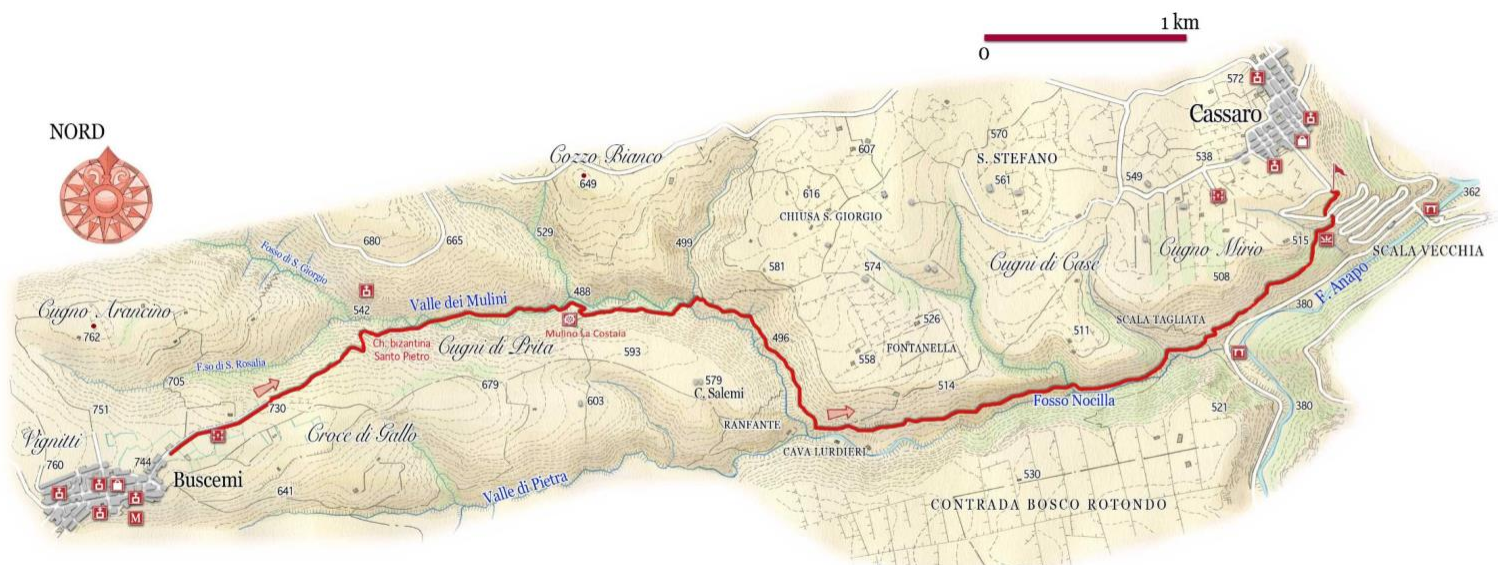 1 km
0
NORD
572
Cassaro
570
S. STEFANO
561
549
538
607
Cozzo Bianco
649
616
CHIUSA S. GIORGIO
362
680
665
529
499
Fosso di S. Giorgio
581
574
Cugni di Case
Cugno Mirio
515
508
SCALA VECCHIA
F. Anapo
380
Cugno Arancino
762
542
Valle dei Mulini
488
Mulino La Costaia
Ch. bizantina
Santo Pietro
Cugni di Prita
593
496
526
FONTANELLA
558
511
SCALA TAGLIATA
F.so di S. Rosalia
705
730
679
603
579
C. Salemi
514
Fosso Nocilla
521
380
751
Vignitti
760
744
Buscemi
Croce di Gallo
641
Valle di Pietra
RANFANTE
CAVA LURDIERI
530
CONTRADA BOSCO ROTONDO
M